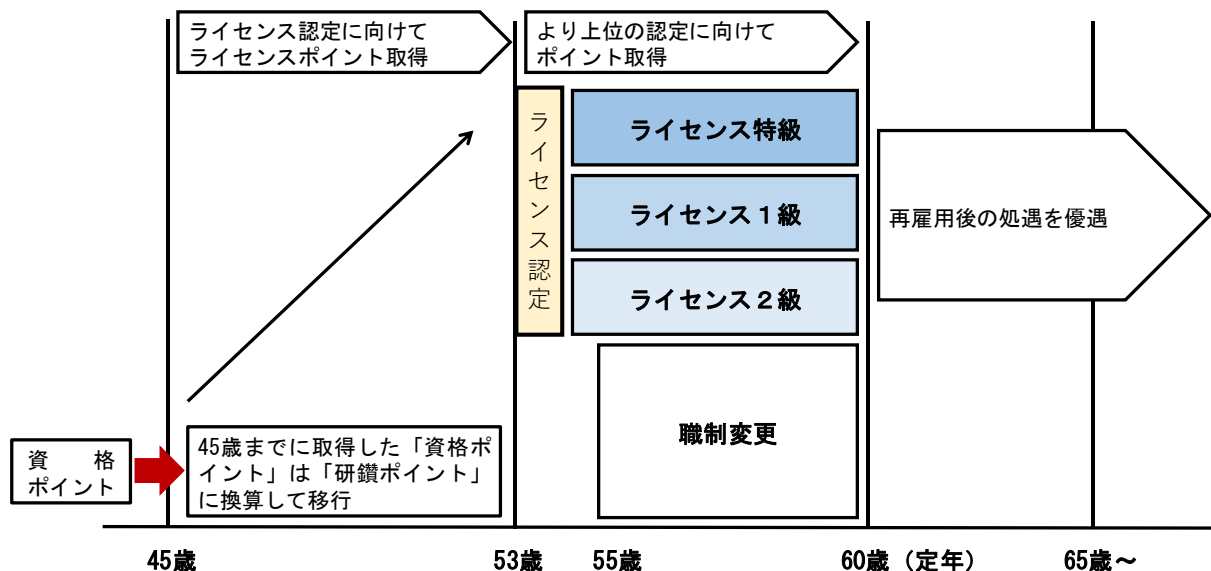 ライセンス認定に向けて
ライセンスポイント取得
より上位の認定に向けて
ポイント取得
ライセンス認定
ライセンス特級
ライセンス１級
ライセンス２級
再雇用後の処遇を優遇
職制変更
資　格
ポイント
45歳までに取得した「資格ポ
イント」は「研鑽ポイント」
に換算して移行
45歳
53歳
55歳
60歳（定年）
65歳～